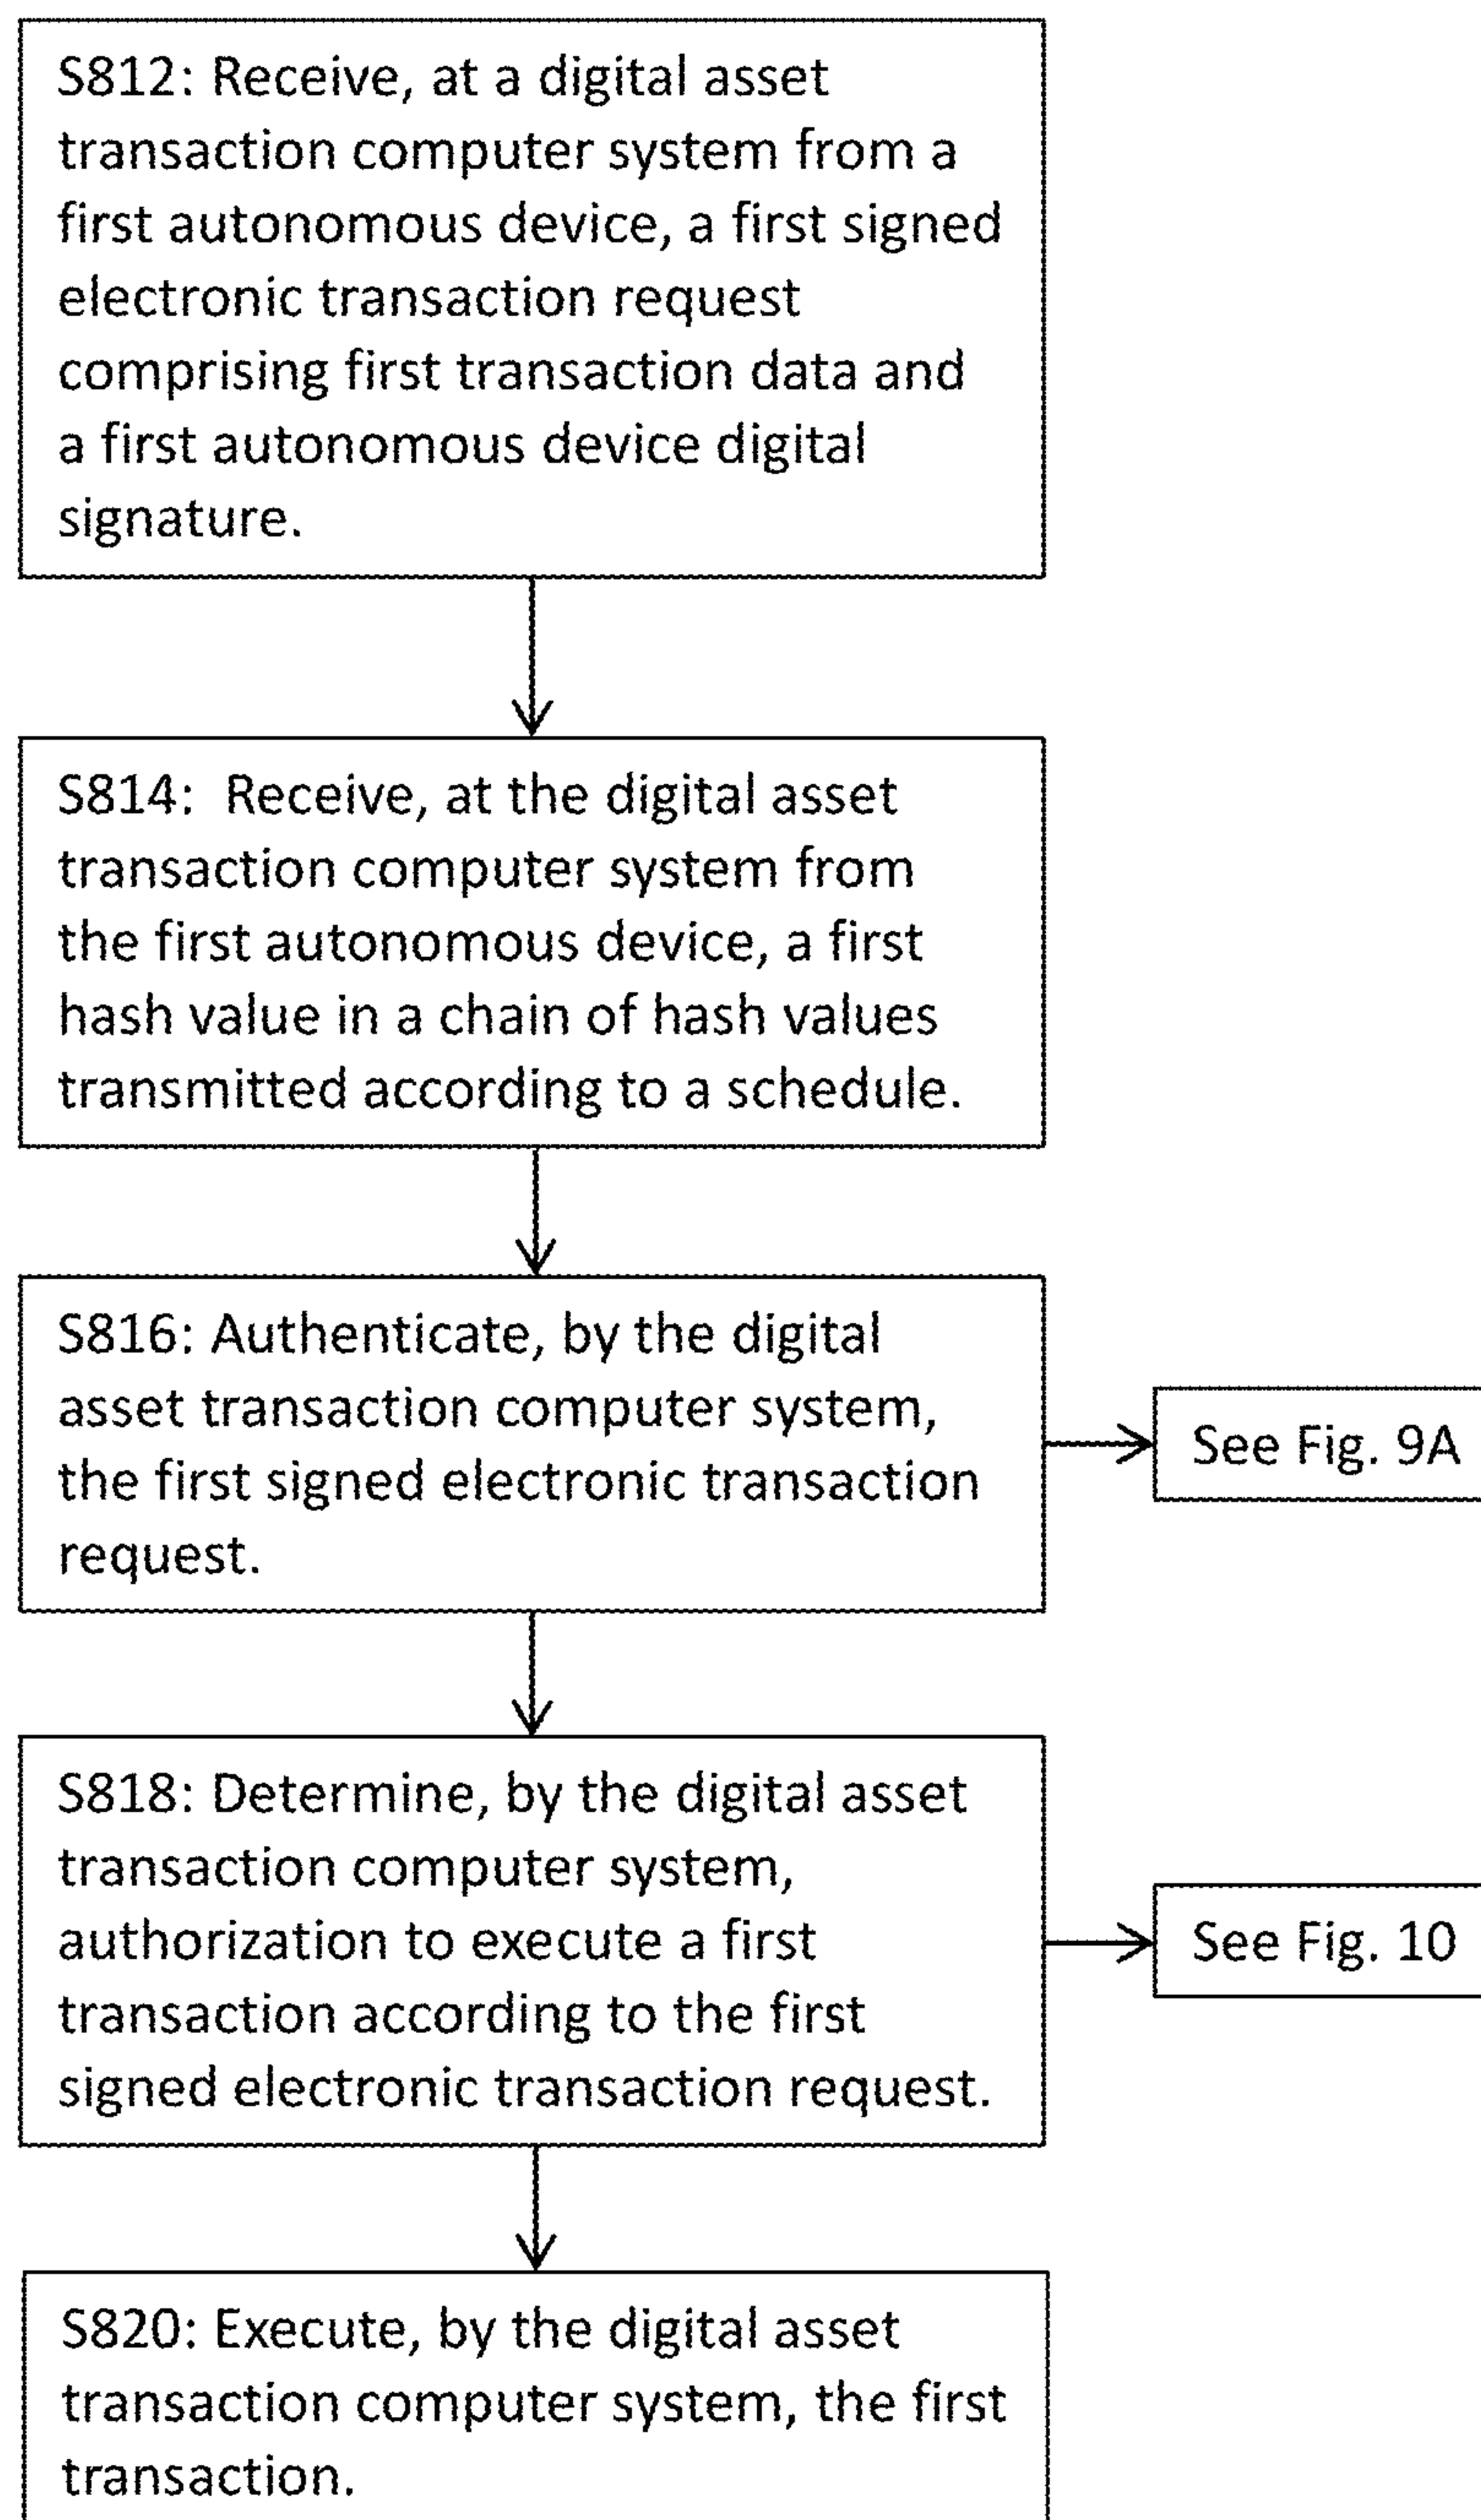 S812: Receive, at a digital asset
transaction computer system from a
first autonomous device, a first signed
electronic transaction request
comprising first transaction data and
a first autonomous device digital
signature.
S814: Receive, at the digital asset
transaction computer system from
the first autonomous device, a first
hash value in a chain of hash values
transmitted according to a schedule.
S816: Authenticate, by the digital
asset transaction computer system,
the first signed electronic transaction
request.
See Fig. 9A
S818: Determine, by the digital asset
transaction computer system,
authorization to execute a first
transaction according to the first
signed electronic transaction request.
See Fig. 10
S820: Execute, by the digital asset
transaction computer system, the first
transaction.